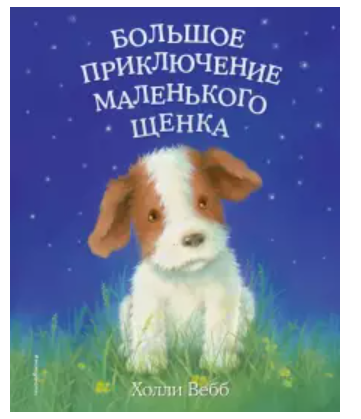 БОЛЬШОЕ
ПРИКЛЮЧЕНИЕ
МАЛЕНЬКОГО
ЩЕНКА
Холли Вебб